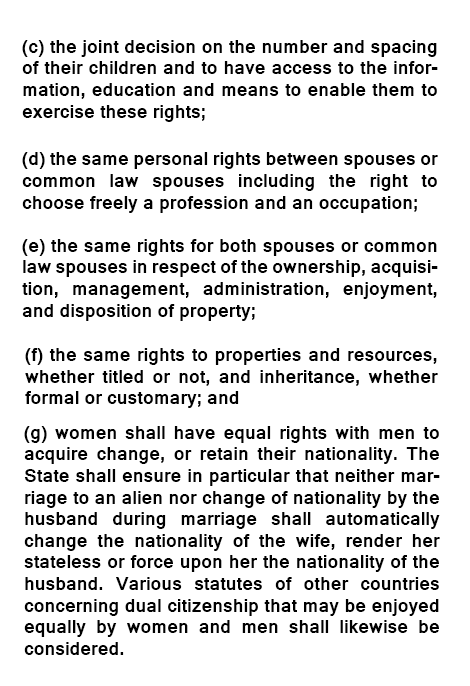 (c) the joint decision on the number and spacing
of their children and to have access to the infor-
mation, education and means to enable them to
exercise these rights;
(d) the same personal rights between spouses or
common law spouses including the right to
choose freely a profession and an occupation;
(e) the same rights for both spouses or common
law spouses in respect of the ownership, acquisi-
tion, management, administration, enjoyment,
and disposition of property;
(f) the same rights to properties and resources,
whether titled or not, and inheritance, whether
formal or customary; and
(g) women shall have equal rights with men to
acquire change, or retain their nationality. The
State shall ensure in particular that neither mar-
riage to an alien nor change of nationality by the
husband during marriage shall automatically
change the nationality of the wife, render her
stateless or force upon her the nationality of the
husband. Various statutes of other countries
concerning dual citizenship that may be enjoyed
equally by women and men shall likewise be
considered.